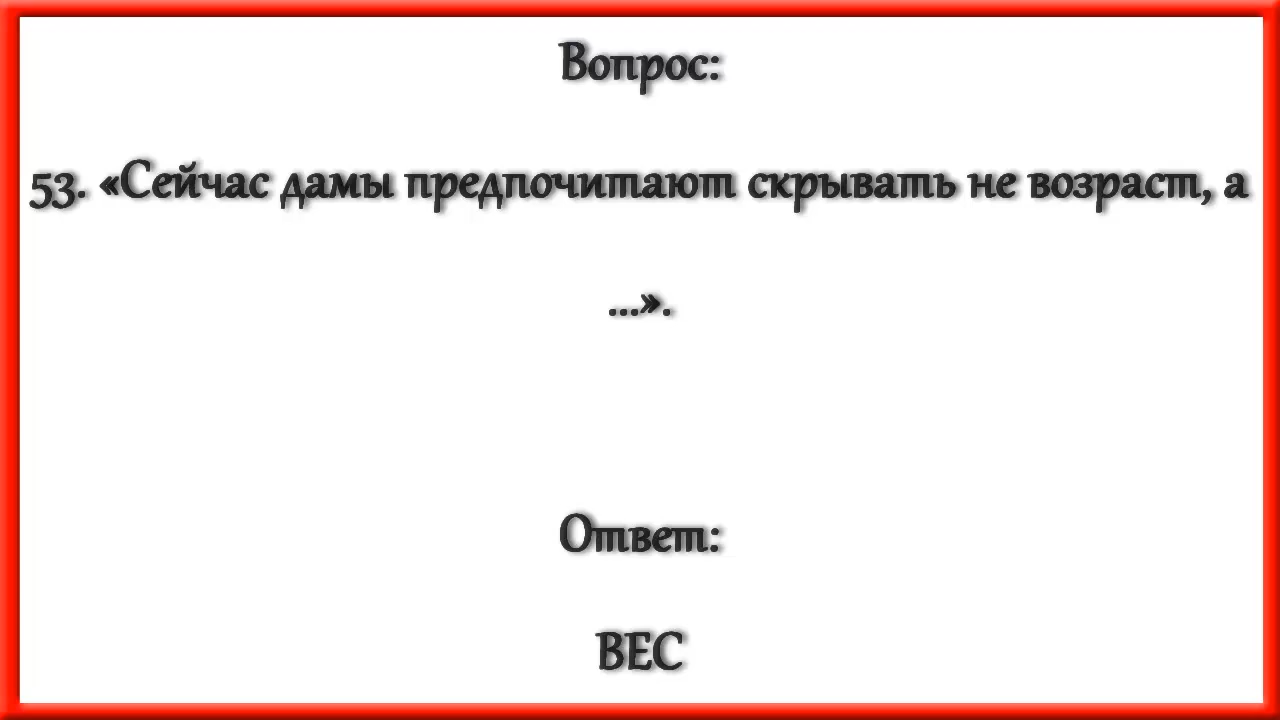 Вопрос:
53. «Сейчас дамы предпочитают скрывать не возраст, а
...».
Ответ:
ВЕС